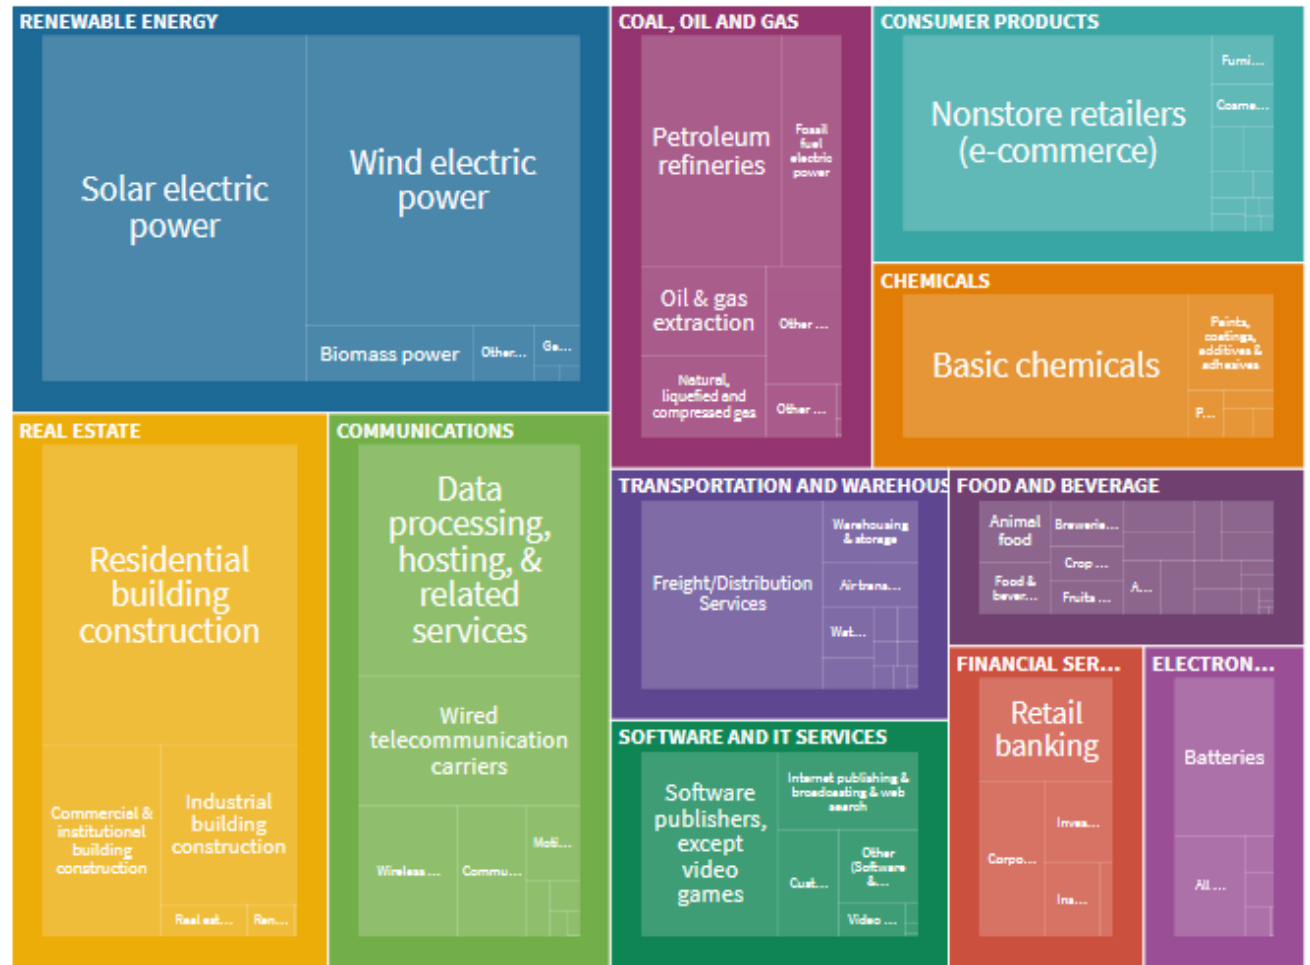 RENEWABLE ENERGY
Solar electric
power
Wind electric
power
Biomass power
Other...
Ge...
COAL, OIL AND GAS
Petroleum
refineries
Fossil
fuel
electric
power
Oil & gas
extraction
Other ...
Natural,
liquefied and
compressed gas
Other ...
CONSUMER PRODUCTS
Nonstore retailers
(e-commerce)
Furni...
Cosme...
CHEMICALS
Basic chemicals
Paints,
coatings,
additives &
adhesives
P...
REAL ESTATE
Residential
building
construction
Commercial &
institutional
building
construction
Industrial
building
construction
Real est...
Ren...
COMMUNICATIONS
Data
processing,
hosting, &
related
services
Wired
telecommunication
carriers
Wireless ...
Commu...
Moti...
TRANSPORTATION AND WAREHOUS
Freight/Distribution
Services
Warehousing
& storage
Air trans...
Wat...
FOOD AND BEVERAGE
Animal
food
Brewerie...
Crop ...
Food &
bever...
Fruits ...
A...
SOFTWARE AND IT SERVICES
Software
publishers,
except
video
games
Internet publishing &
broadcasting & web
search
Cust...
Other
(Software
&...
Video ...
FINANCIAL SER...
Retail
banking
Corpo...
Inves...
Ins...
ELECTRON...
Batteries
All ...